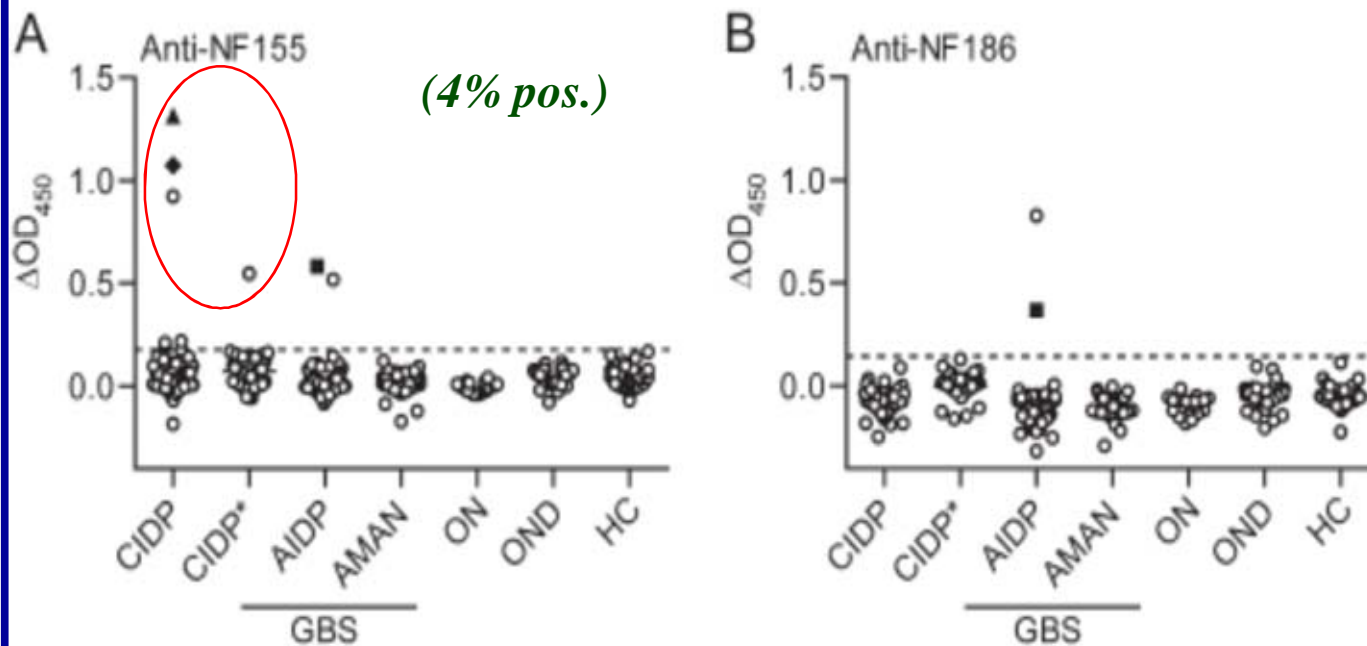 A
Anti-NF155
(4% pos.)
1.5
1.0
0.5
0.0
ΔOD450
CIDP
CIDP*
AIDP
AMAN
ON
OND
HC
GBS
B
Anti-NF186
1.5
1.0
0.5
0.0
ΔOD450
CIDP
CIDP*
AIDP
AMAN
ON
OND
HC
GBS